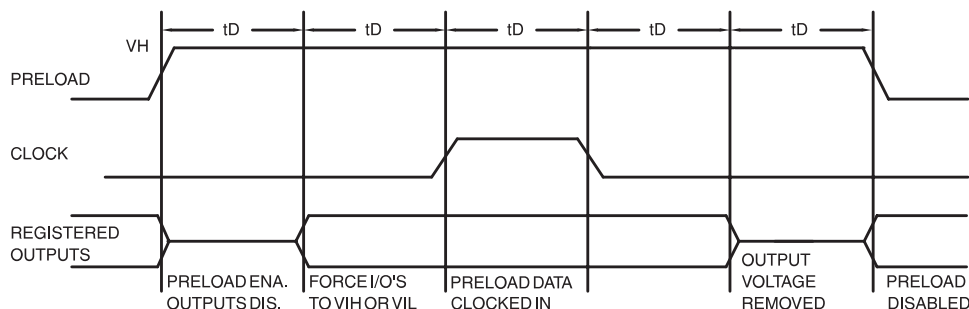 tD tD tD tD tD
VH
PRELOAD
CLOCK
REGISTERED
OUTPUTS
PRELOAD ENA.
OUTPUTS DIS.
FORCE I/O'S
TO VIH OR VIL
PRELOAD DATA
CLOCKED IN
OUTPUT
VOLTAGE
REMOVED
PRELOAD
DISABLED